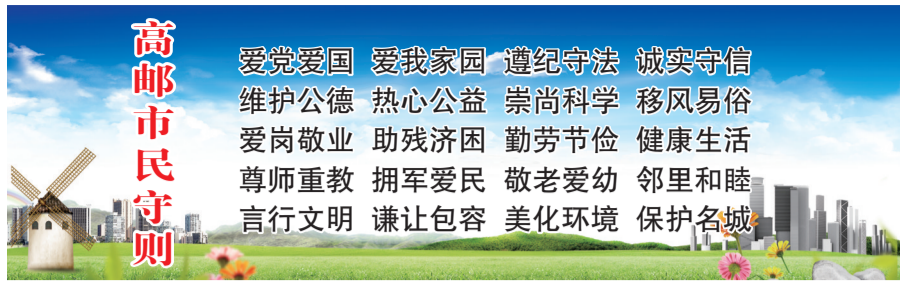 高邮市民守则
爱党爱国 爱我家园 遵纪守法 诚实守信
维护公德 热心公益 崇尚科学 移风易俗
爱岗敬业 助残济困 勤劳节俭 健康生活
尊师重教 拥军爱民 敬老爱幼 邻里和睦
言行文明 谦让包容 美化环境 保护名城